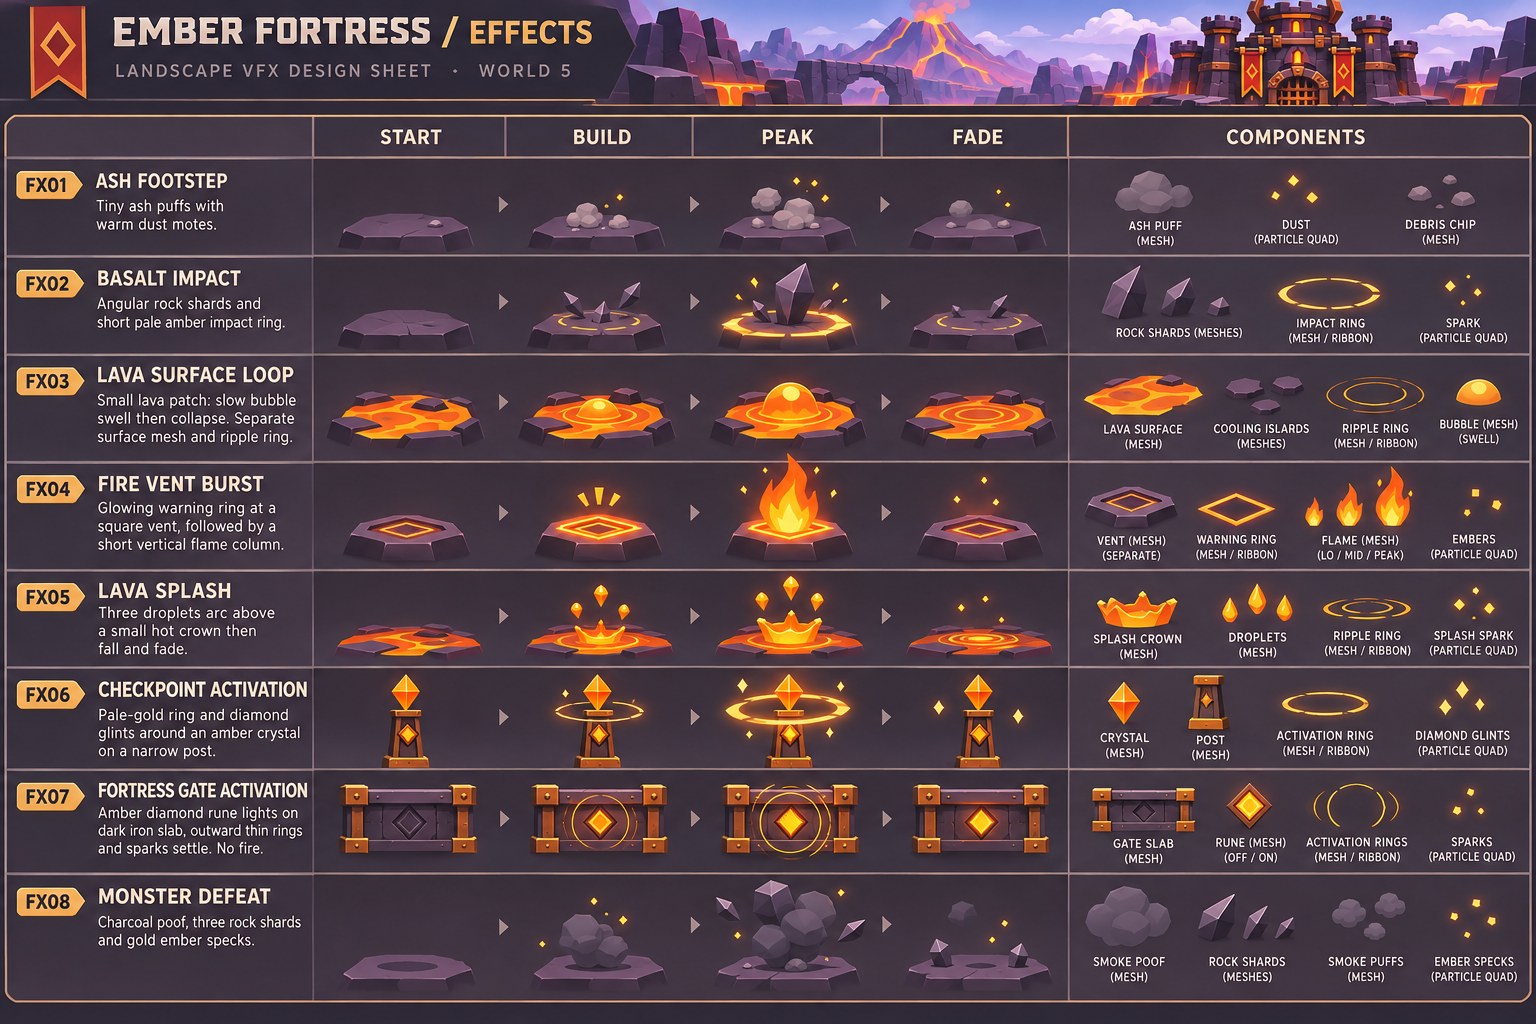 EMBER FORTRESS / EFFECTS
LANDSCAPE VFX DESIGN SHEET · WORLD 5
START
BUILD
PEAK
FADE
COMPONENTS
FX01
ASH FOOTSTEP
Tiny ash puffs with
warm dust motes.
ASH PUFF
(MESH)
DUST
(PARTICLE QUAD)
DEBRIS CHIP
(MESH)
FX02
BASALT IMPACT
Angular rock shards and
short pale amber impact ring.
ROCK SHARDS (MESHES)
IMPACT RING
(MESH / RIBBON)
SPARK
(PARTICLE QUAD)
FX03
LAVA SURFACE LOOP
Small lava patch: slow bubble
swell then collapse. Separate
surface mesh and ripple ring.
LAVA SURFACE
(MESH)
COOLING ISLARDS
(MESHES)
RIPPLE RING
(MESH / RIBBON)
BUBBLE (MESH)
(SWELL)
FX04
FIRE VENT BURST
Glowing warning ring at a
square vent, followed by a
short vertical flame column.
VENT (MESH)
(SEPARATE)
WARNING RING
(MESH / RIBBON)
FLAME (MESH)
(LO / MID / PEAK)
EMBERS
(PARTICLE QUAD)
FX05
LAVA SPLASH
Three droplets arc above
a small hot crown then
fall and fade.
SPLASH CROWN
(MESH)
DROPLETS
(MESH)
RIPPLE RING
(MESH / RIBBON)
SPLASH SPARK
(PARTICLE QUAD)
FX06
CHECKPOINT ACTIVATION
Pale-gold ring and diamond
glints around an amber crystal
on a narrow post.
CRYSTAL
(MESH)
POST
(MESH)
ACTIVATION RING
(MESH / RIBBON)
DIAMOND GLINTS
(PARTICLE QUAD)
FX07
FORTRESS GATE ACTIVATION
Amber diamond rune lights on
dark iron slab, outward thin rings
and sparks settle. No fire.
GATE SLAB
(MESH)
RUNE (MESH)
(OFF / ON)
ACTIVATION RINGS
(MESH / RIBBON)
SPARKS
(PARTICLE QUAD)
FX08
MONSTER DEFEAT
Charcoal poof, three rock shards
and gold ember specks.
SMOKE POOF
(MESH)
ROCK SHARDS
(MESHES)
SMOKE PUFFS
(MESH)
EMBER SPECKS
(PARTICLE QUAD)